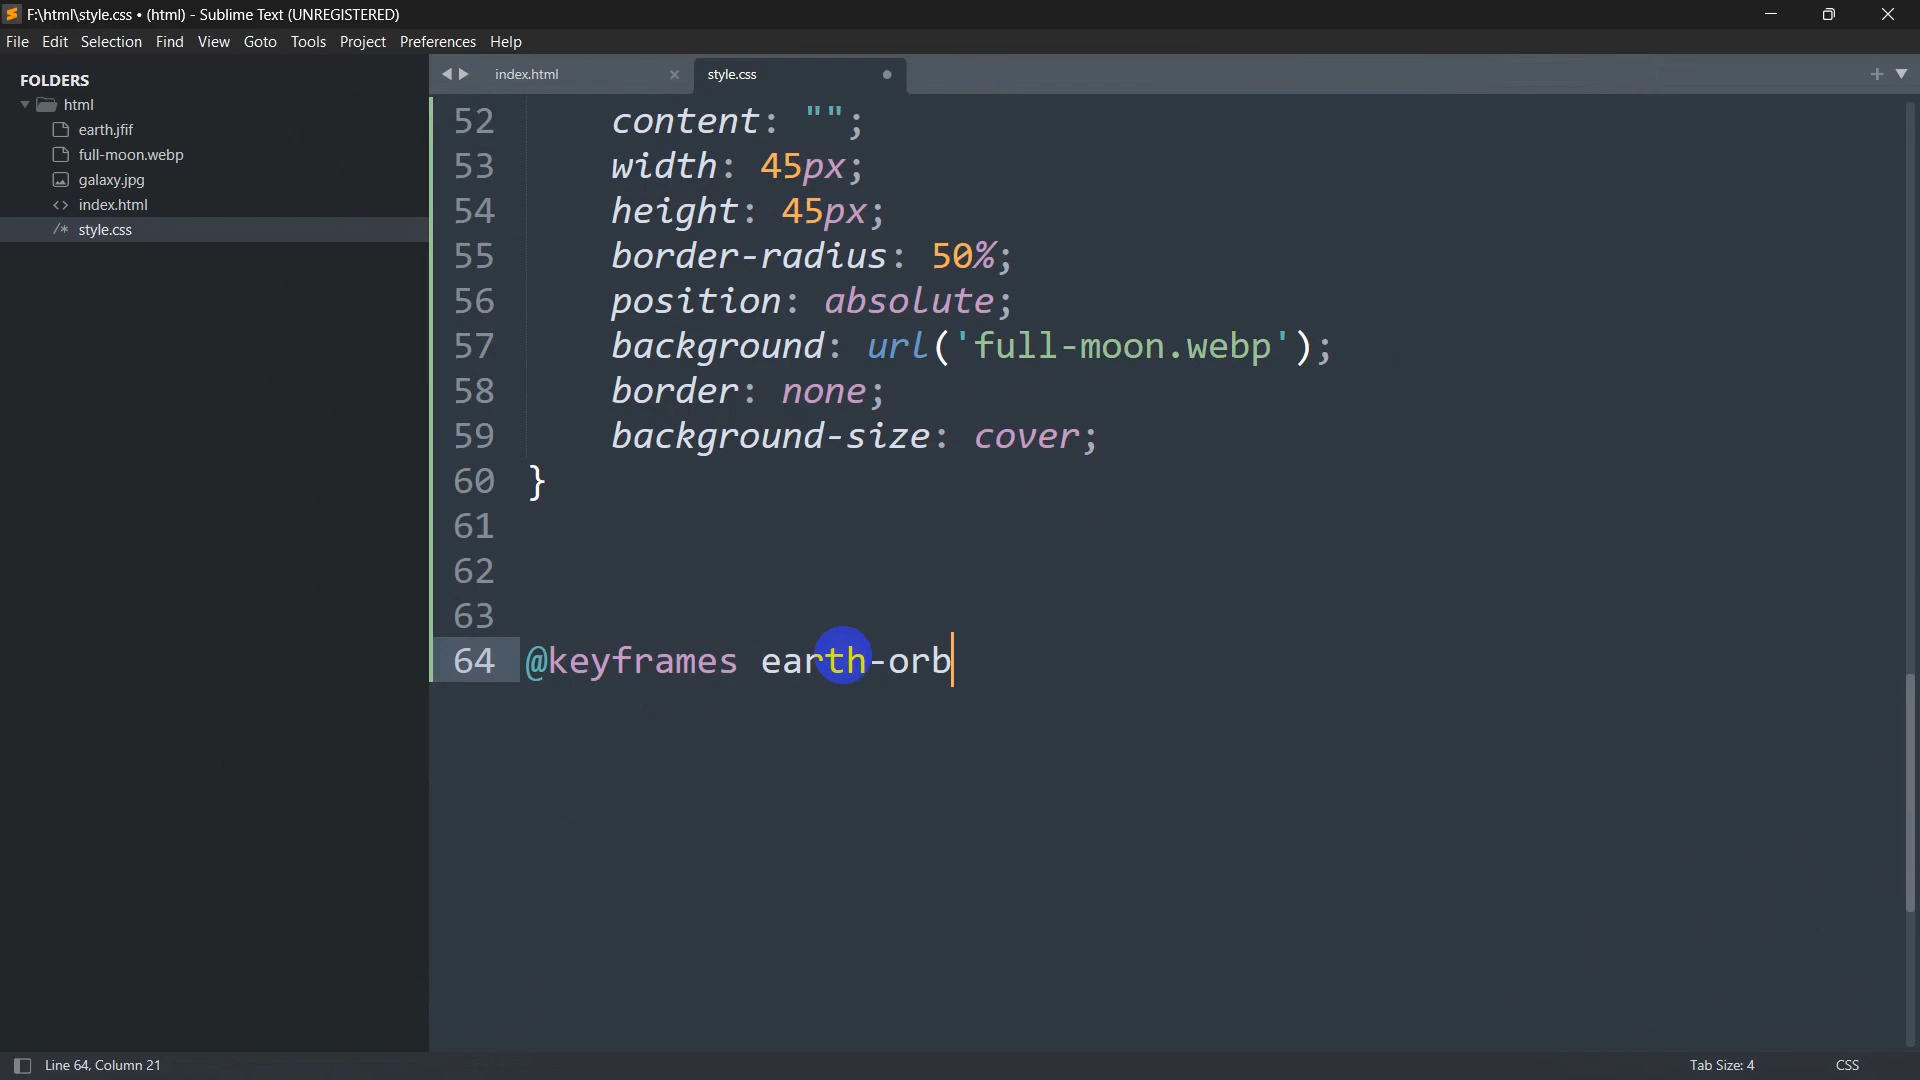 F:\html\style.css • (html) - Sublime Text (UNREGISTERED)
File Edit Selection Find View Goto Tools Project Preferences Help
FOLDERS
html
earth.jfif
full-moon.webp
galaxy.jpg
<> index.html
/* style.css
index.html
style.css
52 content: "";
53 width: 45px;
54 height: 45px;
55 border-radius: 50%;
56 position: absolute;
57 background: url('full-moon.webp');
58 border: none;
59 background-size: cover;
60 }
61
62
63
64 @keyframes earth-orb
Line 64, Column 21
Tab Size: 4
CSS